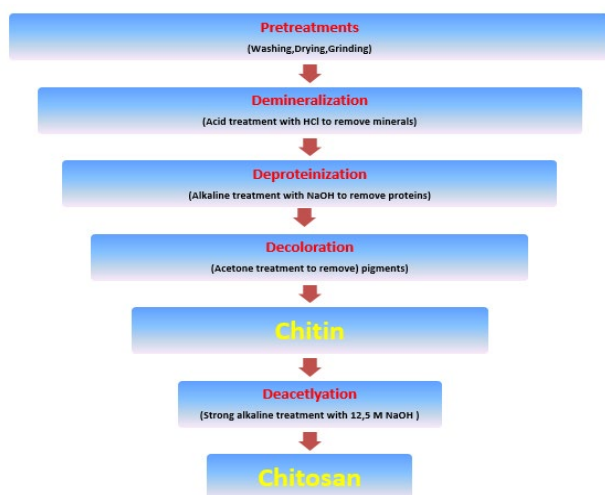 Pretreatments
(Washing,Drying,Grinding)
Demineralization
(Acid treatment with HCl to remove minerals)
Deproteinization
(Alkaline treatment with NaOH to remove proteins)
Decoloration
(Acetone treatment to remove) pigments)
Chitin
Deacetlyation
(Strong alkaline treatment with 12,5 M NaOH )
Chitosan